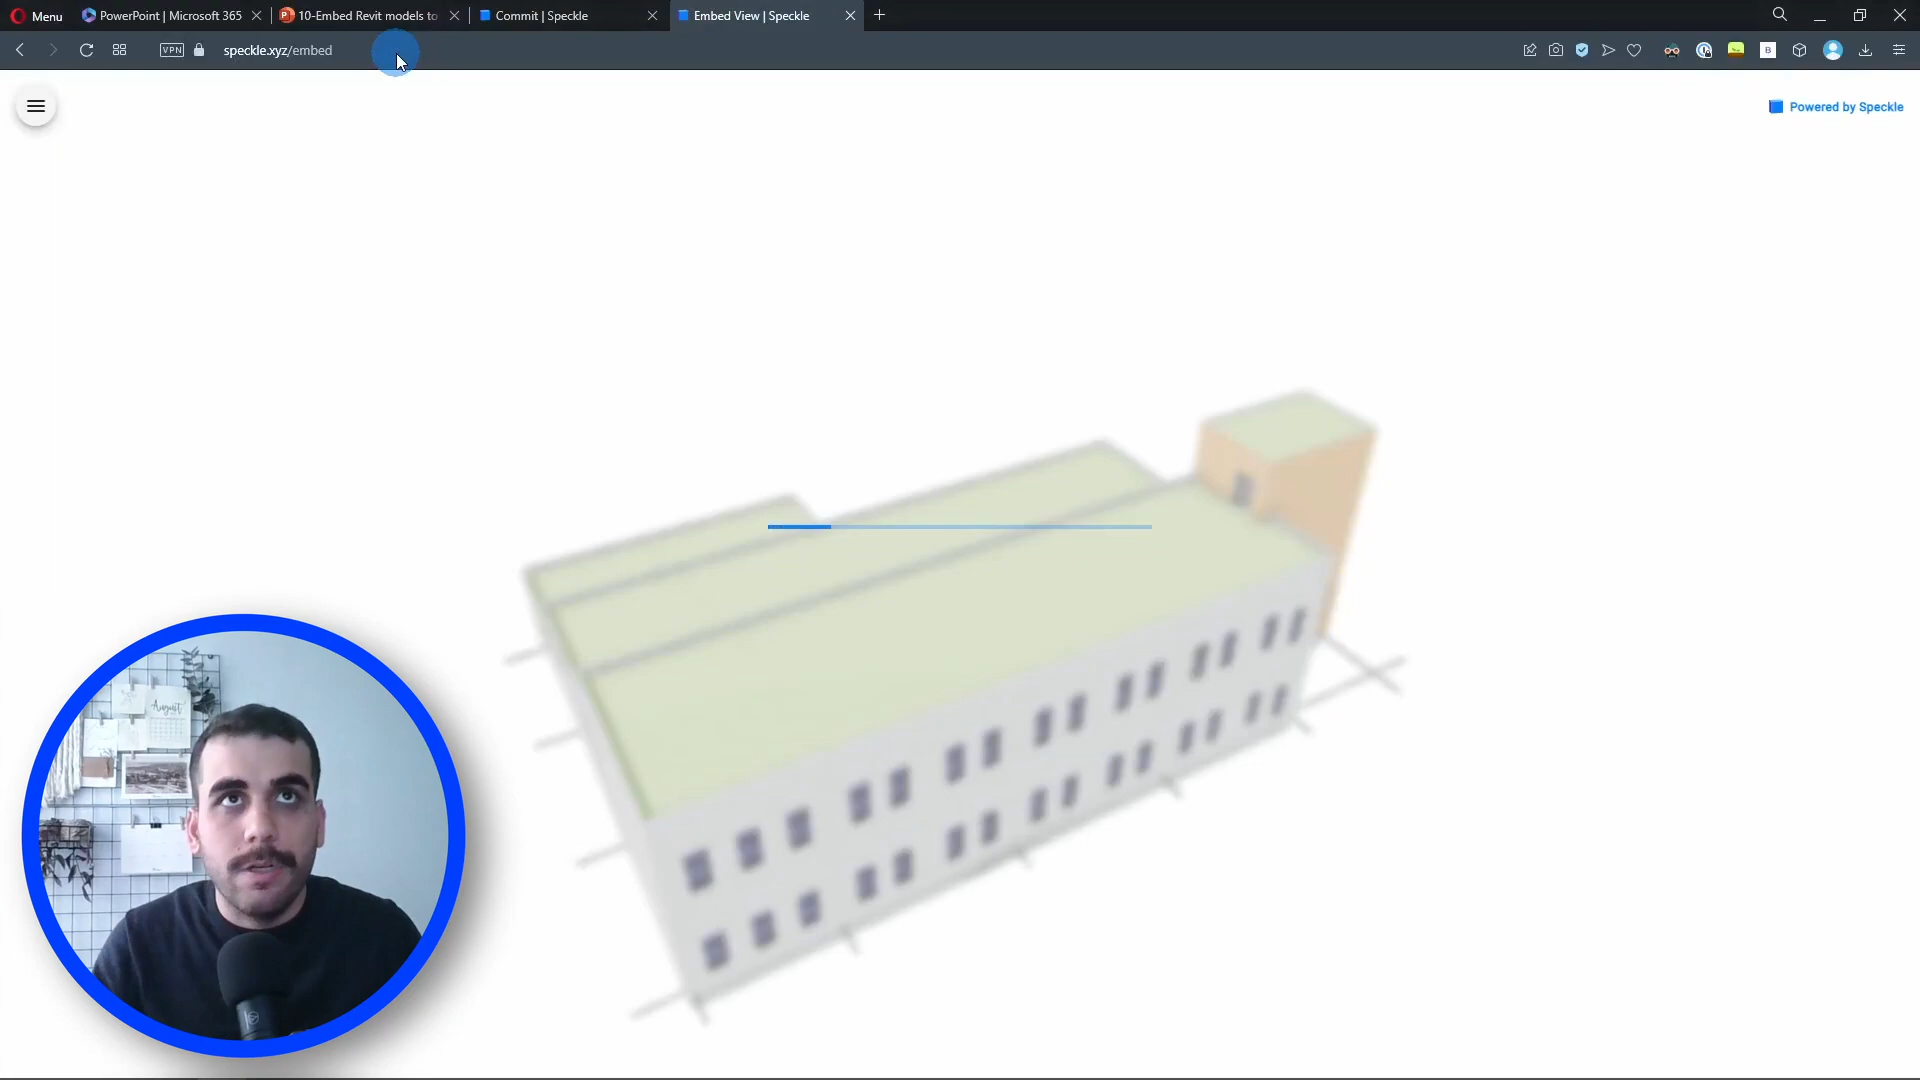 Menu
PowerPoint | Microsoft 365
10-Embed Revit models to
Commit | Speckle
Embed View | Speckle
VPN
speckle.xyz/embed
B
Powered by Speckle
August